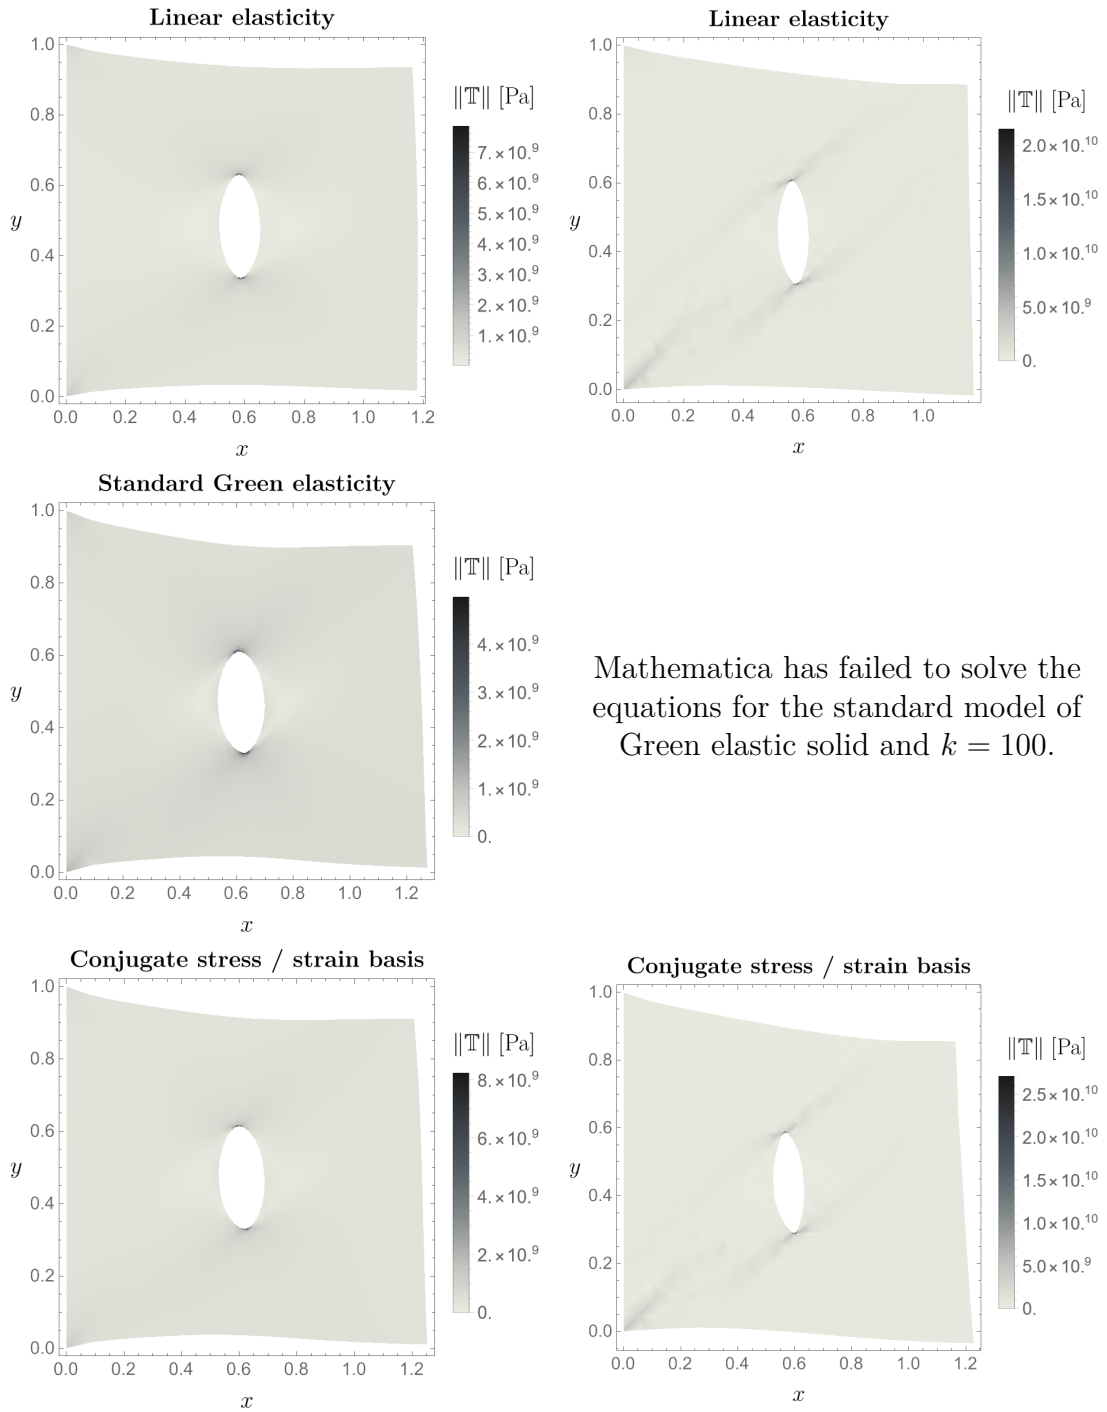 Linear elasticity
1.0
0.8
0.6
0.4
0.2
0.0
y
0.0 0.2 0.4 0.6 0.8 1.0 1.2
x
‖𝕋‖ [Pa]
7.×10.^9
6.×10.^9
5.×10.^9
4.×10.^9
3.×10.^9
2.×10.^9
1.×10.^9
Linear elasticity
1.0
0.8
0.6
0.4
0.2
0.0
y
0.0 0.2 0.4 0.6 0.8 1.0
x
‖𝕋‖ [Pa]
2.0×10.^10
1.5×10.^10
1.0×10.^10
5.0×10.^9
0.
Standard Green elasticity
1.0
0.8
0.6
0.4
0.2
0.0
y
0.0 0.2 0.4 0.6 0.8 1.0 1.2
x
‖𝕋‖ [Pa]
4.×10.^9
3.×10.^9
2.×10.^9
1.×10.^9
0.
Mathematica has failed to solve the
equations for the standard model of
Green elastic solid and k = 100.
Conjugate stress / strain basis
1.0
0.8
0.6
0.4
0.2
0.0
y
0.0 0.2 0.4 0.6 0.8 1.0 1.2
x
‖𝕋‖ [Pa]
8.×10.^9
6.×10.^9
4.×10.^9
2.×10.^9
0.
Conjugate stress / strain basis
1.0
0.8
0.6
0.4
0.2
0.0
y
0.0 0.2 0.4 0.6 0.8 1.0 1.2
x
‖𝕋‖ [Pa]
2.5×10.^10
2.0×10.^10
1.5×10.^10
1.0×10.^10
5.0×10.^9
0.